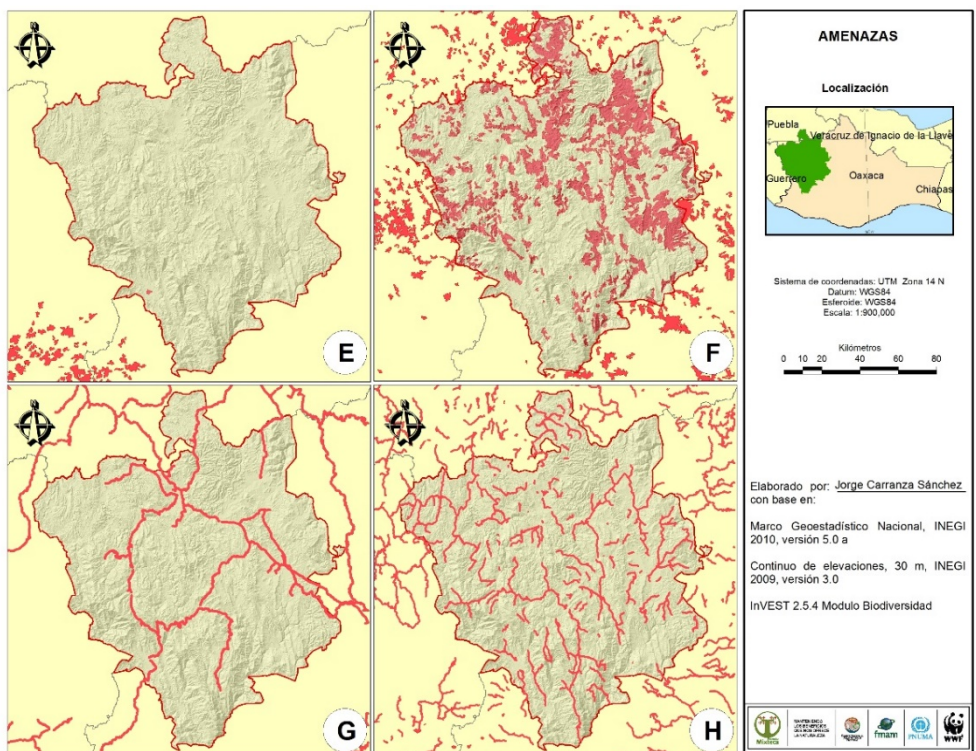 E
F
G
H
AMENAZAS
Localización
Puebla
Veracruz de Ignacio de la Llave
Guerrero
Oaxaca
Chiapas
Sistema de coordenadas: UTM Zona 14 N
Datum: WGS84
Esferoide: WGS84
Escala: 1:900,000
Kilómetros
0 10 20 40 60 80
Elaborado por: Jorge Carranza Sánchez
con base en:
Marco Geoestadístico Nacional, INEGI
2010, versión 5.0 a
Continuo de elevaciones, 30 m, INEGI
2009, versión 3.0
InVEST 2.5.4 Modulo Biodiversidad
Mixteca
fmam
PNUMA
WWF